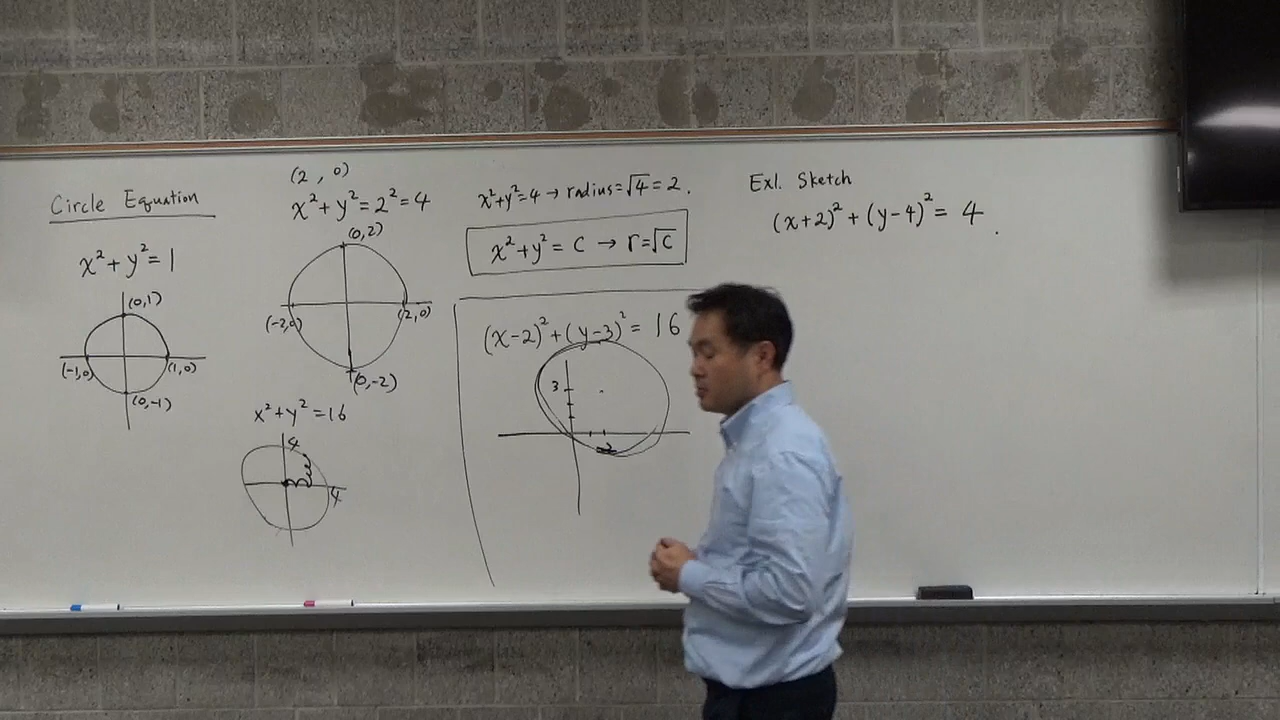 Circle Equation
x²+y²=1
(0,1)
(-1,0)
(1,0)
(0,-1)
(2,0)
x²+y²=2²=4
(0,2)
(-2,0)
(2,0)
(0,-2)
x²+y²=16
4
4
x²+y²=4→radius=√4=2.
x²+y²=C→r=√C
(x-2)²+(y-3)²=16
3
2
Ex1. Sketch
(x+2)²+(y-4)²=4.